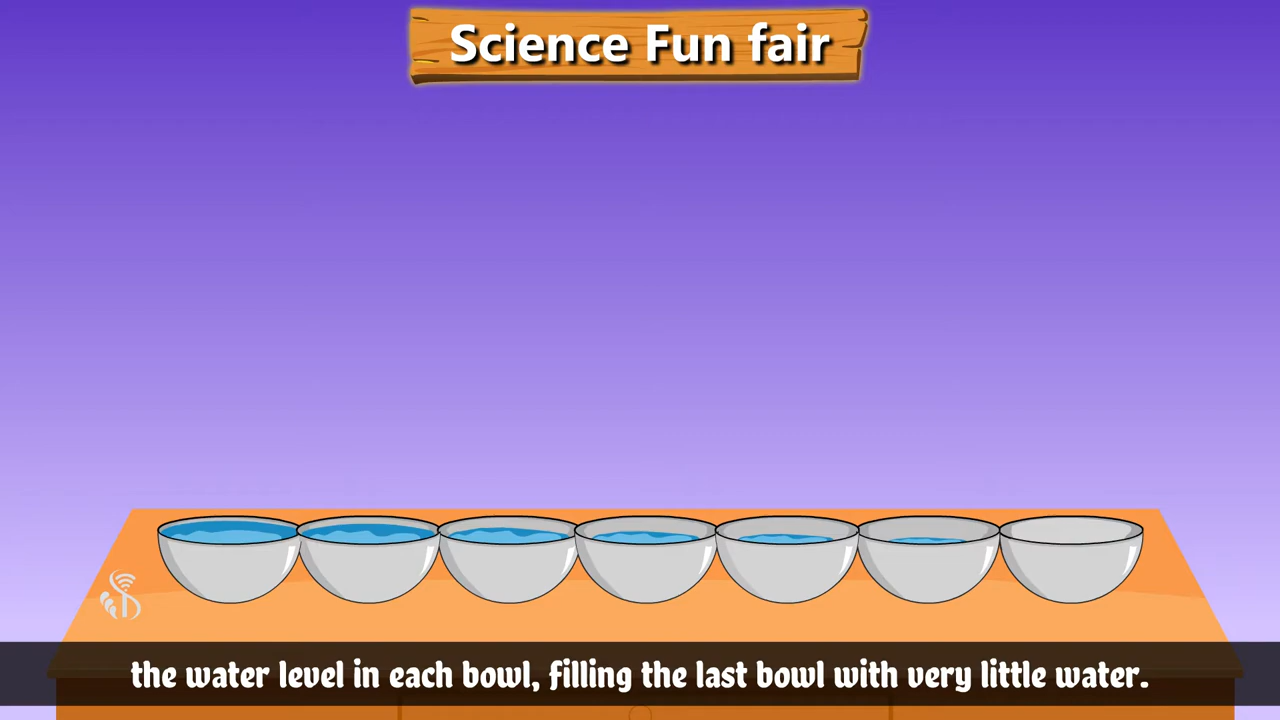 Science Fun fair
the water level in each bowl, filling the last bowl with very little water.